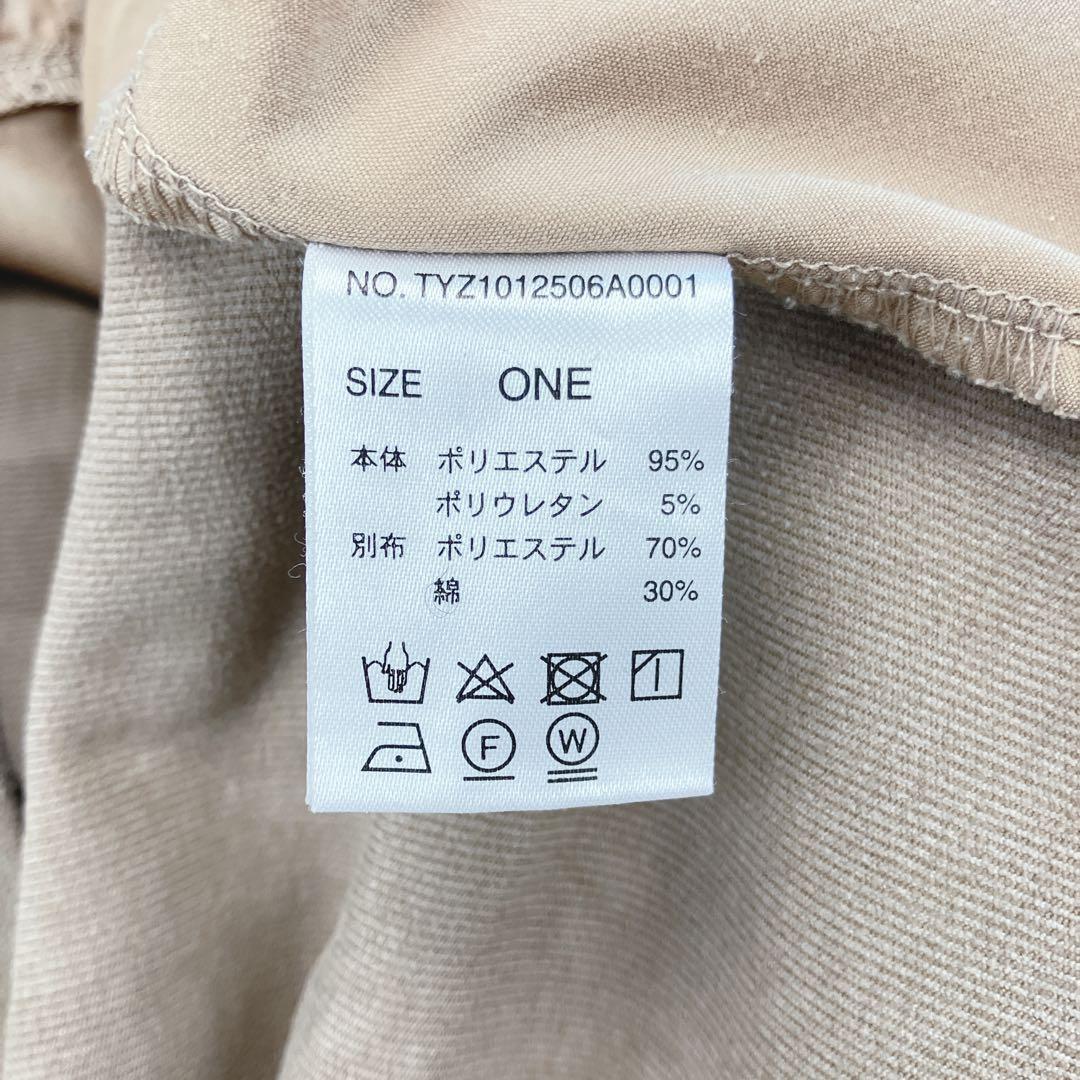 NO. TYZ1012506A0001
SIZE ONE
本体 ポリエステル 95%
ポリウレタン 5%
別布 ポリエステル 70%
綿 30%
F W